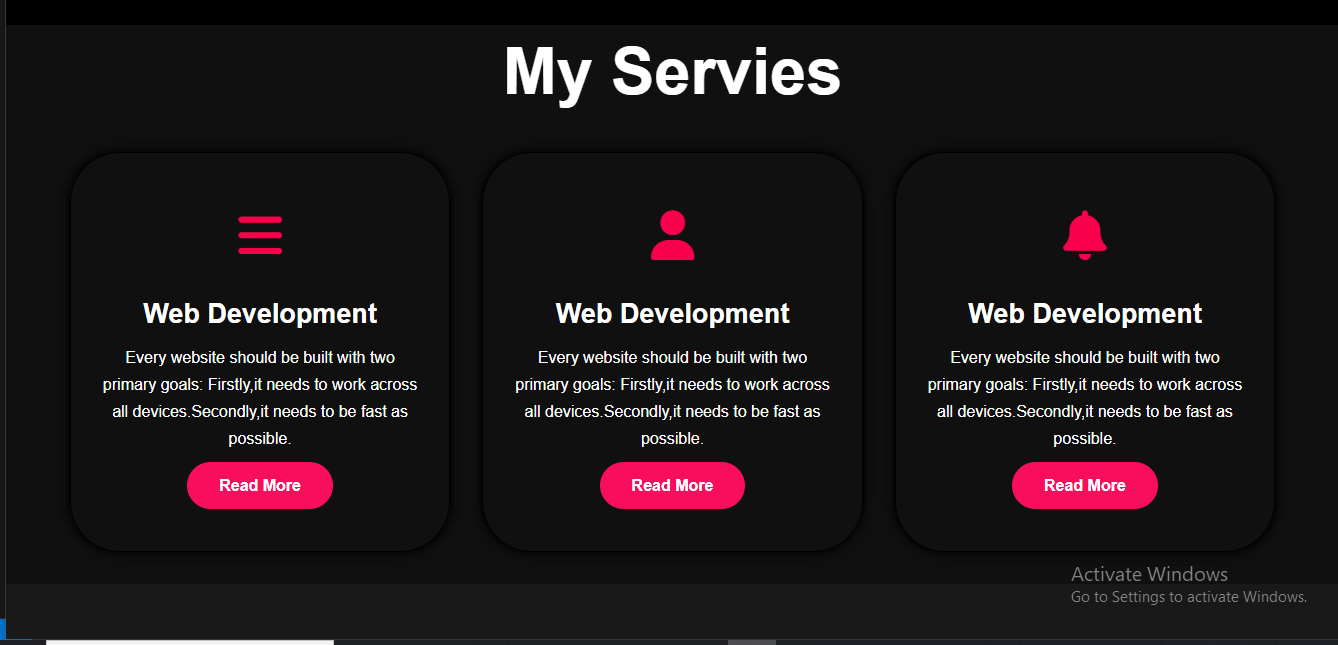 My Servies
Web Development
Every website should be built with two
primary goals: Firstly,it needs to work across
all devices.Secondly,it needs to be fast as
possible.
Read More
Web Development
Every website should be built with two
primary goals: Firstly,it needs to work across
all devices.Secondly,it needs to be fast as
possible.
Read More
Web Development
Every website should be built with two
primary goals: Firstly,it needs to work across
all devices.Secondly,it needs to be fast as
possible.
Read More
Activate Windows
Go to Settings to activate Windows.